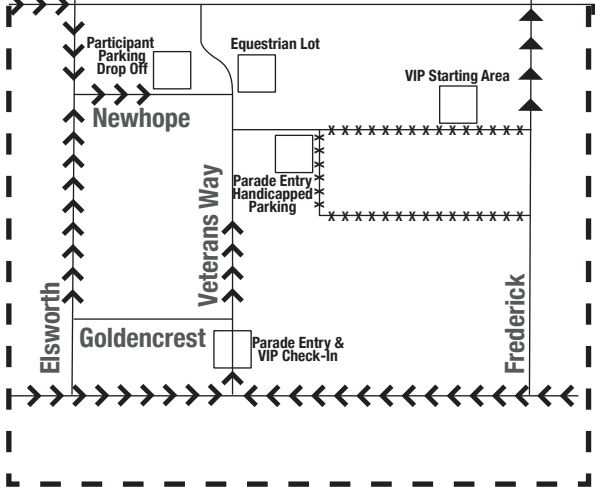 Participant
Parking
Drop Off
Equestrian Lot
VIP Starting Area
Newhope
Parade Entry
Handicapped
Parking
Veterans Way
Elsworth
Goldencrest
Parade Entry &
VIP Check-In
Frederick